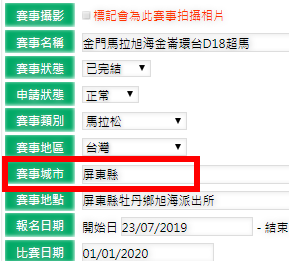 賽事攝影 標記會為此賽事拍攝相片
賽事名稱 金門馬拉旭海金崙環台D18超馬
賽事狀態 已完結
申請狀態 正常
賽事類別 馬拉松
賽事地區 台灣
賽事城市 屏東縣
賽事地點 屏東縣牡丹鄉旭海派出所
報名日期 開始日 23/07/2019 - 結束
比賽日期 01/01/2020